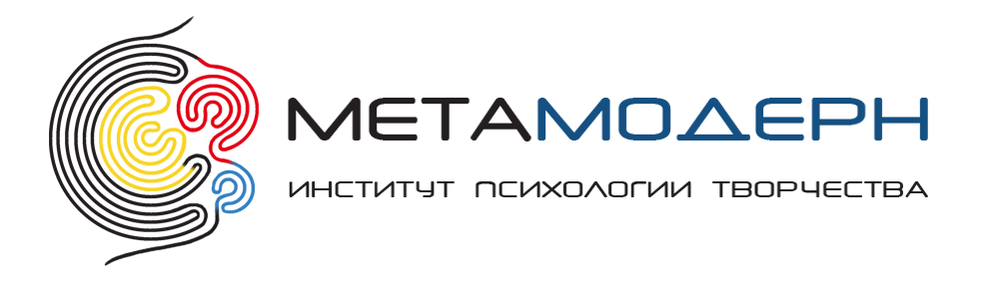 МЕТАМОДЕРН
ИНСТИТУТ ПСИХОЛОГИИ ТВОРЧЕСТВА